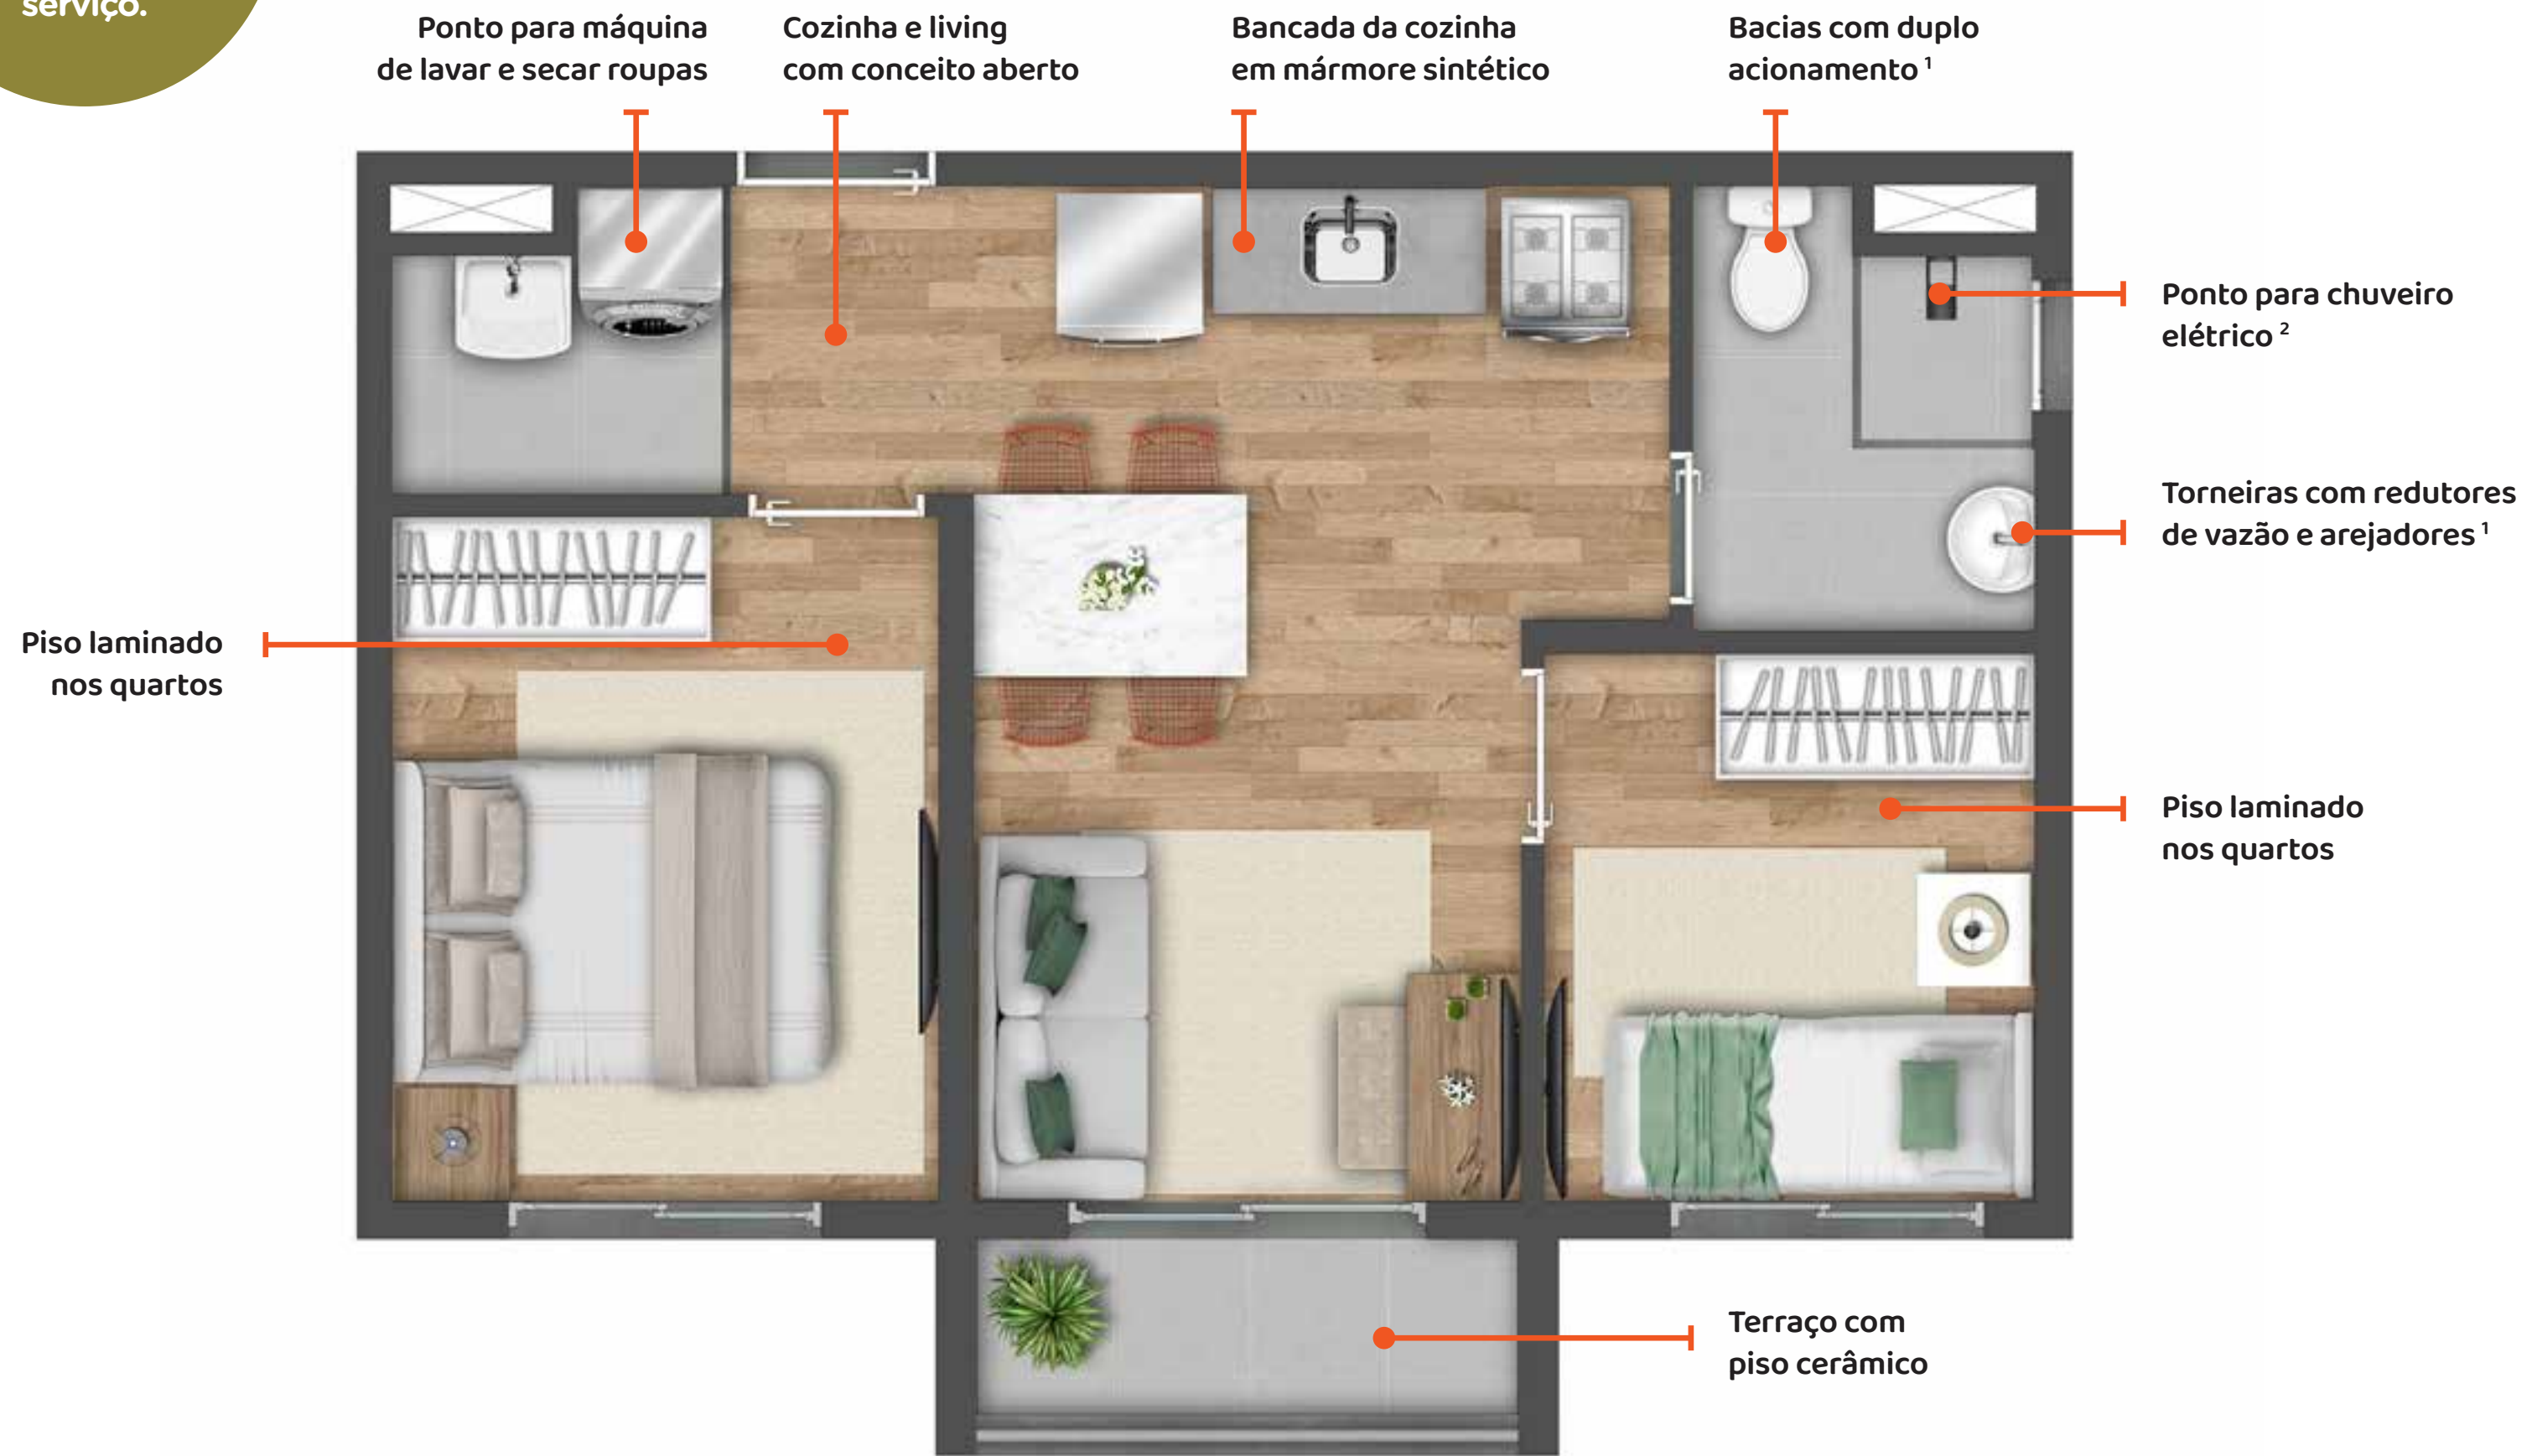 serviço.
Ponto para máquina
de lavar e secar roupas
Cozinha e living
com conceito aberto
Bancada da cozinha
em mármore sintético
Bacias com duplo
acionamento ¹
Ponto para chuveiro
elétrico ²
Torneiras com redutores
de vazão e arejadores ¹
Piso laminado
nos quartos
Piso laminado
nos quartos
Terraço com
piso cerâmico